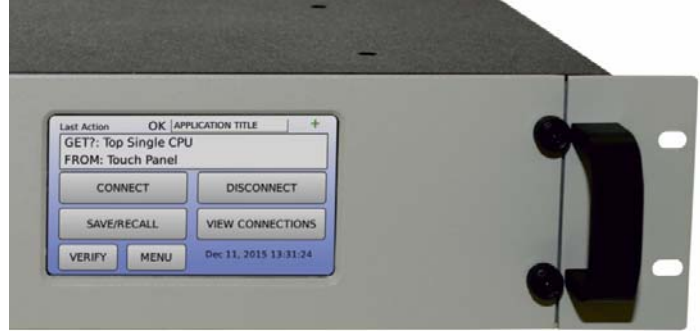 Last Action OK APPLICATION TITLE +
GET?: Top Single CPU
FROM: Touch Panel
CONNECT DISCONNECT
SAVE/RECALL VIEW CONNECTIONS
VERIFY MENU Dec 11, 2015 13:31:24